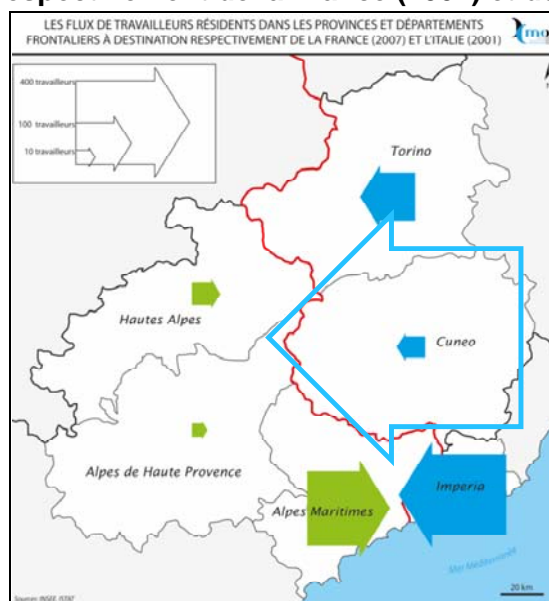 LES FLUX DE TRAVAILLEURS RÉSIDENTS DANS LES PROVINCES ET DÉPARTEMENTS
FRONTALIERS À DESTINATION RESPECTIVEMENT DE LA FRANCE (2007) ET L'ITALIE (2001)
400 travailleurs
100 travailleurs
10 travailleurs
Torino
Hautes Alpes
Cuneo
Alpes de Haute Provence
Imperia
Alpes Maritimes
Mer Méditerranée
20 km
Sources: INSEE, ISTAT